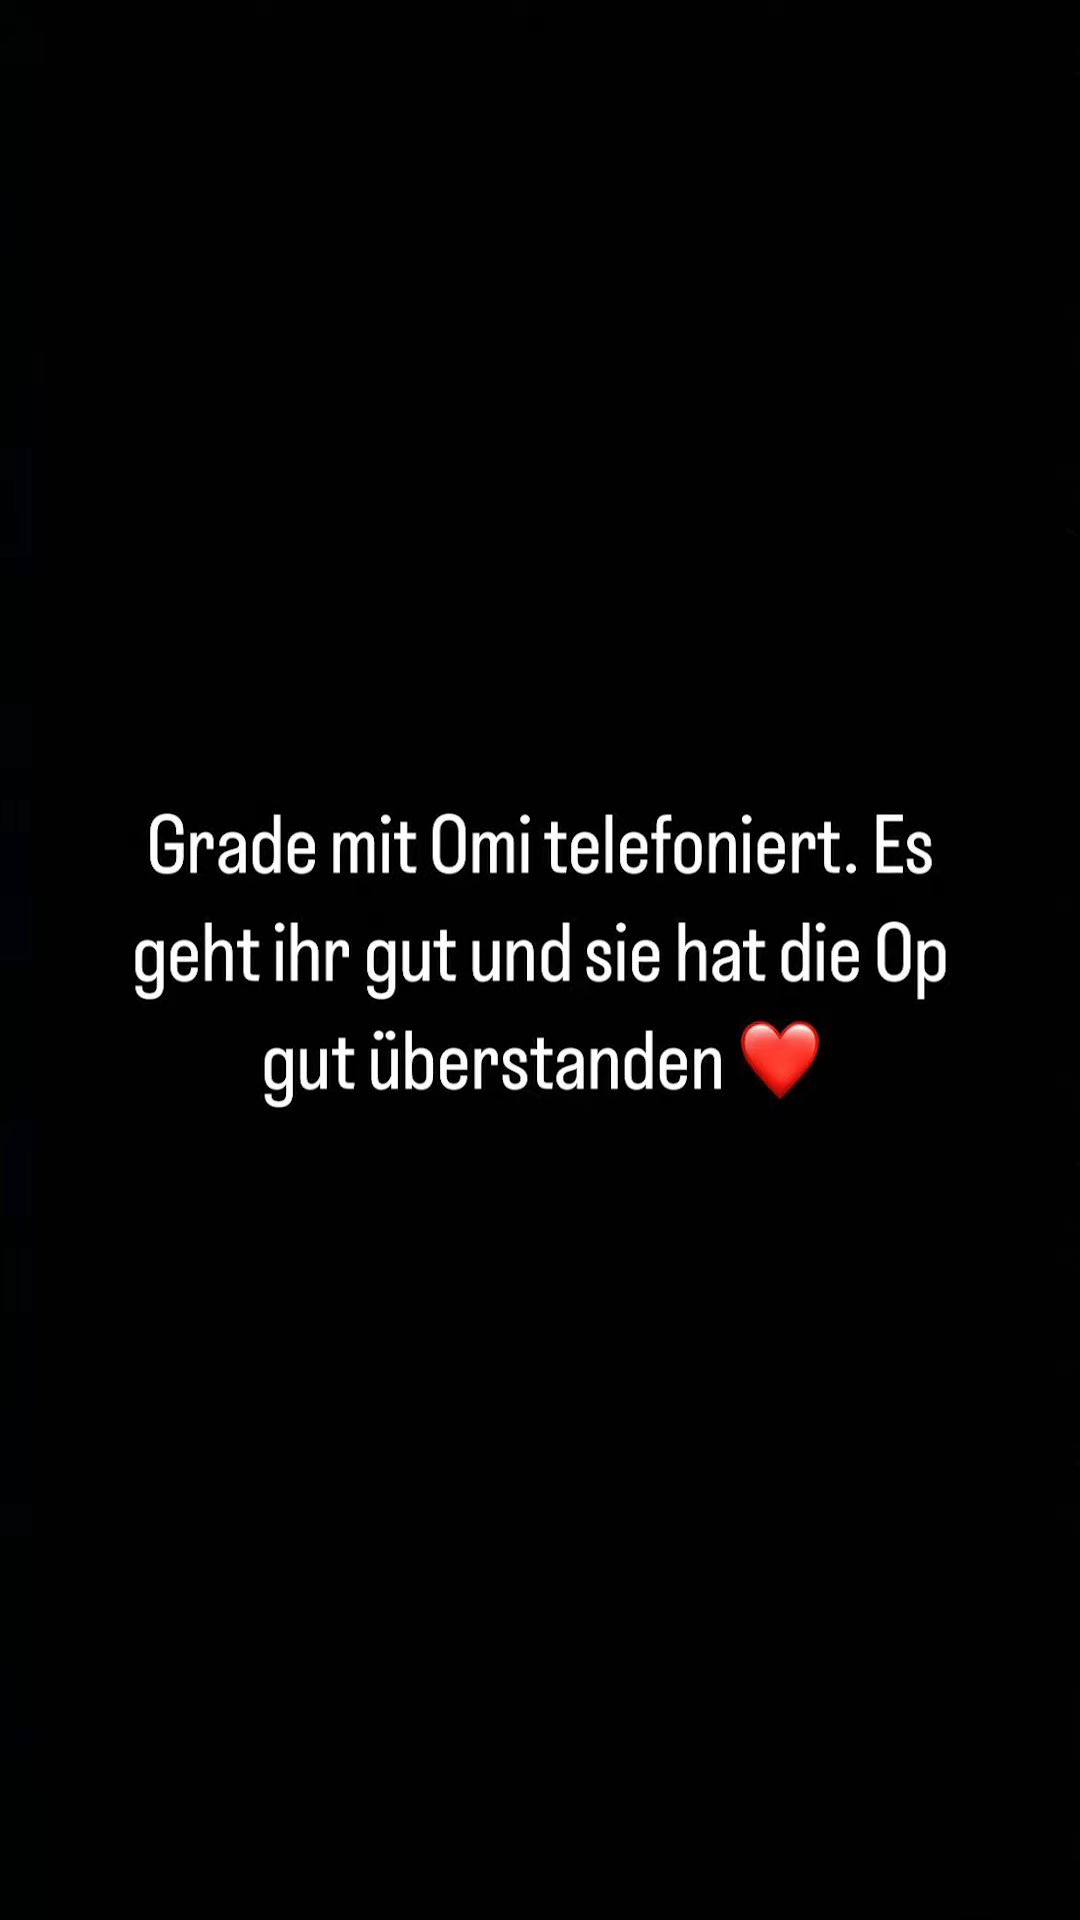 Grade mit Omi telefoniert. Es
geht ihr gut und sie hat die Op
gut überstanden ❤️